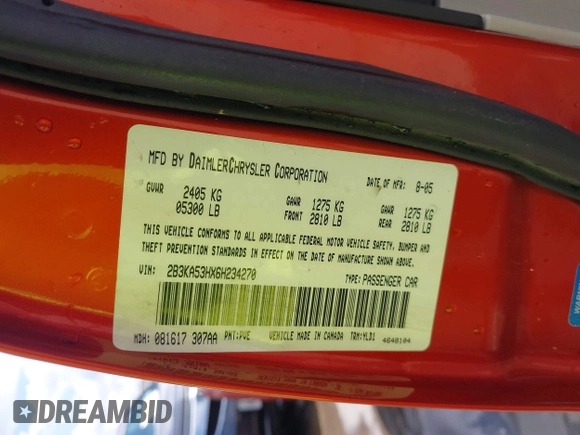 MFD BY DAIMLERCHRYSLER CORPORATION
DATE OF MFR: 8-05
GVWR 2405 KG 05300 LB
GAWR FRONT 1275 KG 2810 LB
GAWR REAR 1275 KG 2810 LB
THIS VEHICLE CONFORMS TO ALL APPLICABLE FEDERAL MOTOR VEHICLE SAFETY, BUMPER AND
THEFT PREVENTION STANDARDS IN EFFECT ON THE DATE OF MANUFACTURE SHOWN ABOVE.
VIN: 2B3KA53HX6H234270
TYPE: PASSENGER CAR
MDH: 081617 307AA PNT: PVE VEHICLE MADE IN CANADA TRM: YLD1 4648104
DREAMBID